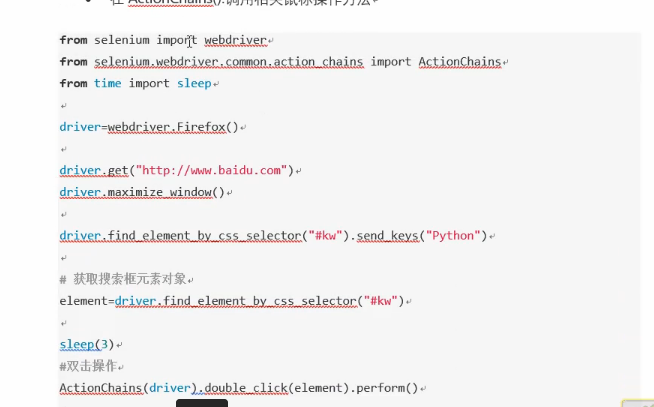 在 ActionChains().调用相关鼠标操作方法
from selenium import webdriver
from selenium.webdriver.common.action_chains import ActionChains
from time import sleep
driver=webdriver.Firefox()
driver.get("http://www.baidu.com")
driver.maximize_window()
driver.find_element_by_css_selector("#kw").send_keys("Python")
# 获取搜索框元素对象
element=driver.find_element_by_css_selector("#kw")
sleep(3)
#双击操作
ActionChains(driver).double_click(element).perform()